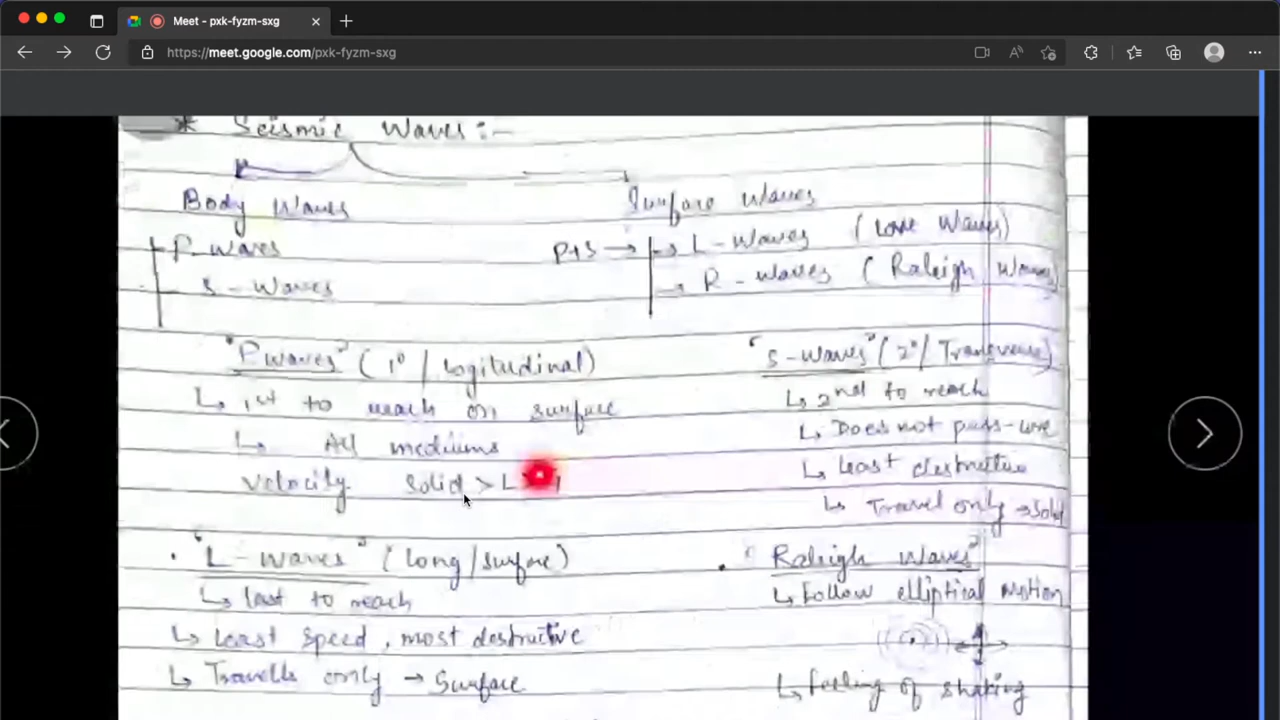 Meet - pxk-fyzm-sxg
https://meet.google.com/pxk-fyzm-sxg
* Seismic Waves:-
Body Waves
Surface Waves
P-Waves
S-Waves
P+S → L-Waves (Love Waves)
R-Waves (Raleigh Waves)
"P waves" (1° / Logitudinal)
1st to reach on surface
All mediums
Velocity Solid > L
"S-waves" (2°/ Transverse)
2nd to reach
Does not pass
Least destructive
Travel only → Solid
"L-Waves" (Long/Surface)
last to reach
Least speed, most destructive
Travells only → Surface
"Raleigh Waves"
Follow elliptical motion
of shaking